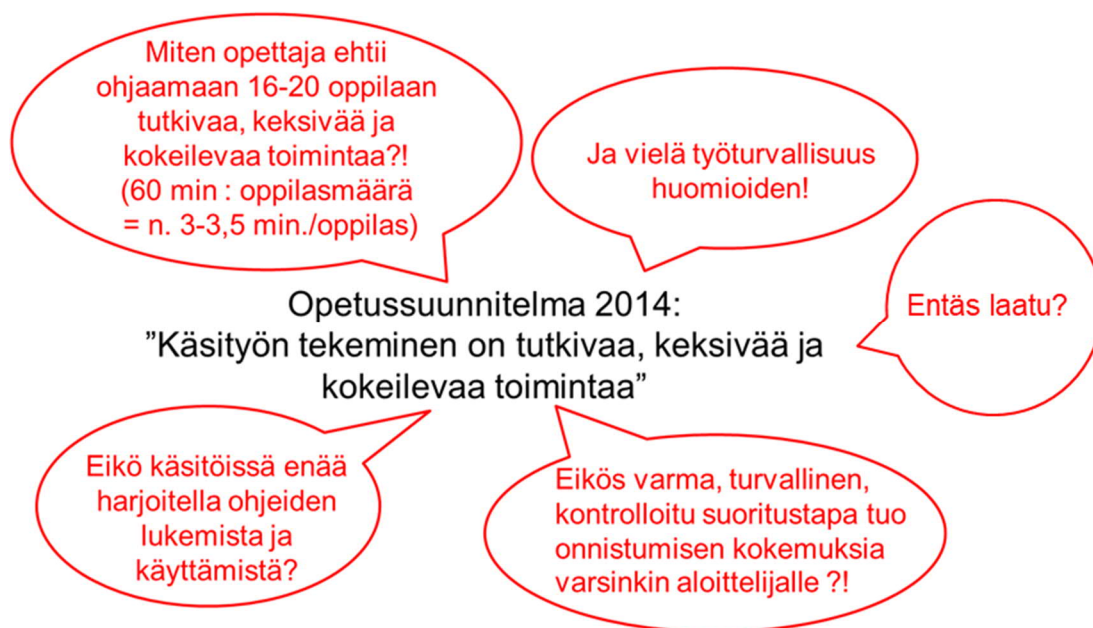 Miten opettaja ehtii
ohjaamaan 16-20 oppilaan
tutkivaa, keksivää ja
kokeilevaa toimintaa?!
(60 min : oppilasmäärä
= n. 3-3,5 min./oppilas)
Ja vielä työturvallisuus
huomioiden!
Entäs laatu?
Opetussuunnitelma 2014:
”Käsityön tekeminen on tutkivaa, keksivää ja
kokeilevaa toimintaa”
Eikö käsitöissä enää
harjoitella ohjeiden
lukemista ja
käyttämistä?
Eikös varma, turvallinen,
kontrolloitu suoritustapa tuo
onnistumisen kokemuksia
varsinkin aloittelijalle ?!